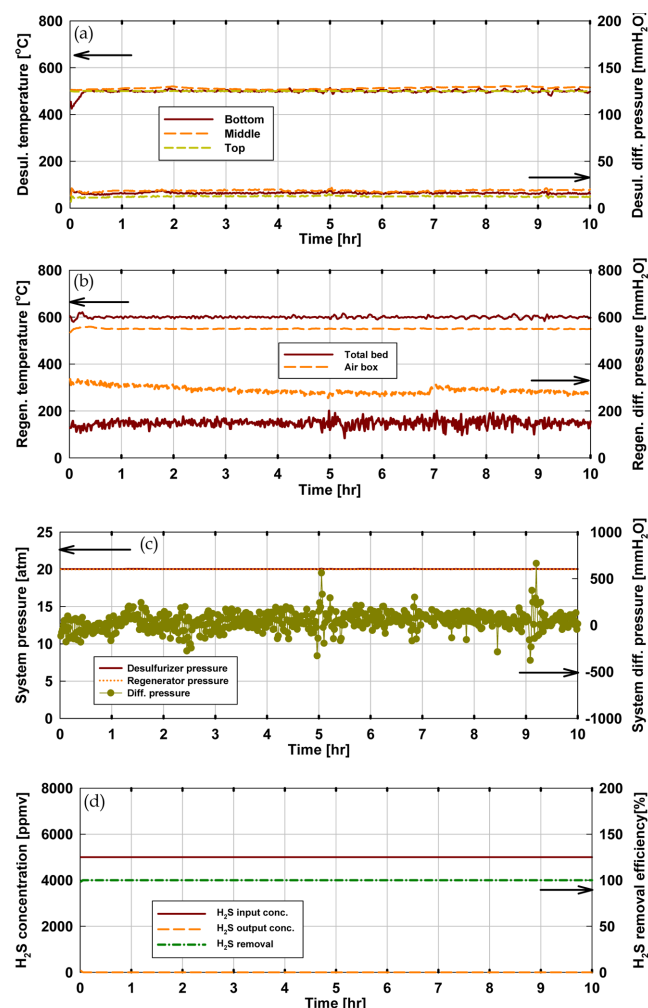 (a)
Desul. temperature [°C]
800
600
400
200
0
200
150
100
50
0
Desul. diff. pressure [mmH2O]
Bottom
Middle
Top
0 1 2 3 4 5 6 7 8 9 10
Time [hr]
(b)
Regen. temperature [°C]
800
600
400
200
0
800
600
400
200
0
Regen. diff. pressure [mmH2O]
Total bed
Air box
0 1 2 3 4 5 6 7 8 9 10
Time [hr]
(c)
System pressure [atm]
25
20
15
10
5
0
1000
500
0
-500
-1000
System diff. pressure [mmH2O]
Desulfurizer pressure
Regenerator pressure
Diff. pressure
0 1 2 3 4 5 6 7 8 9 10
Time [hr]
(d)
H2S concentration [ppmv]
8000
6000
4000
2000
0
200
150
100
50
0
H2S removal efficiency[%]
H2S input conc.
H2S output conc.
H2S removal
0 1 2 3 4 5 6 7 8 9 10
Time [hr]